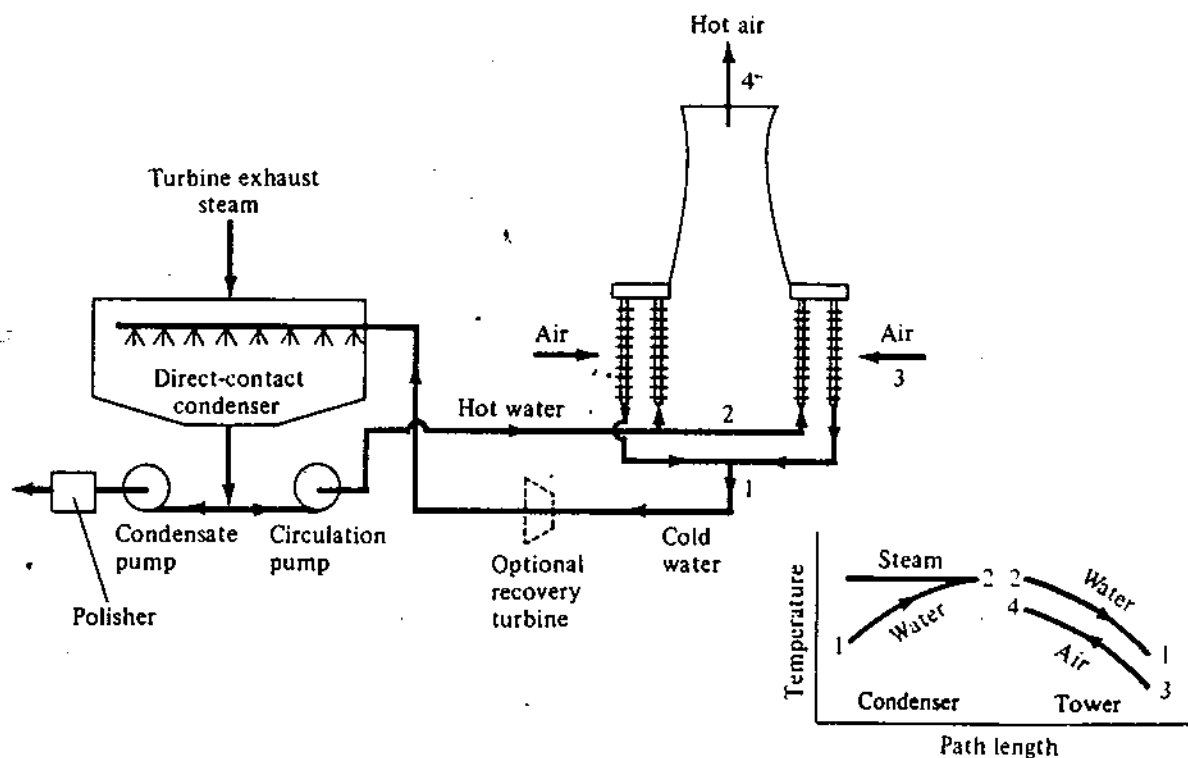 Hot air
4
Turbine exhaust
steam
Air
Air
3
Direct-contact
condenser
Hot water
2
1
Condensate
pump
Circulation
pump
Optional
recovery
turbine
Cold
water
Polisher
Temperature
Steam
2
2
Water
Water
4
1
Air
1
3
Condenser
Tower
Path length